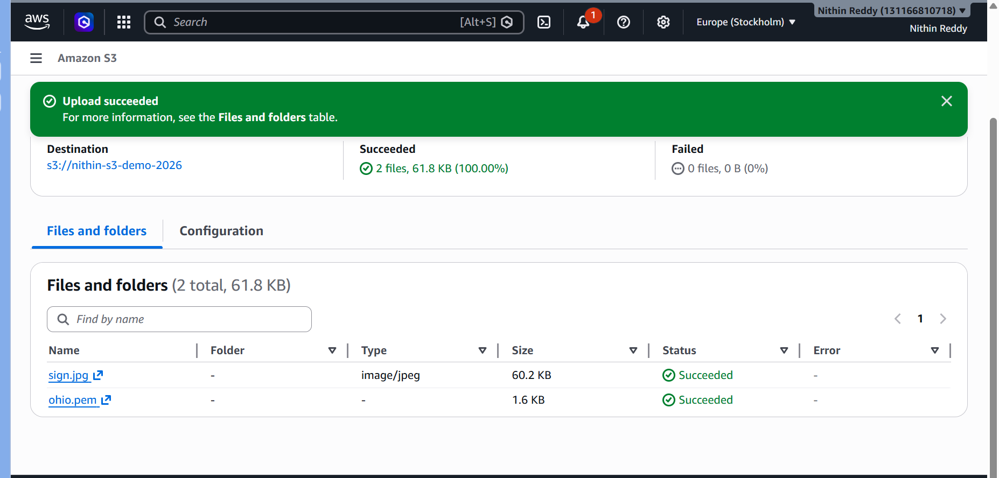 aws
Search [Alt+S] 1 Europe (Stockholm) Nithin Reddy (131166810718)
Nithin Reddy
Amazon S3
Upload succeeded
For more information, see the Files and folders table.
Destination Succeeded Failed
s3://nithin-s3-demo-2026 2 files, 61.8 KB (100.00%) 0 files, 0 B (0%)
Files and folders Configuration
Files and folders (2 total, 61.8 KB)
Find by name 1
Name Folder Type Size Status Error
sign.jpg - image/jpeg 60.2 KB Succeeded -
ohio.pem - - 1.6 KB Succeeded -